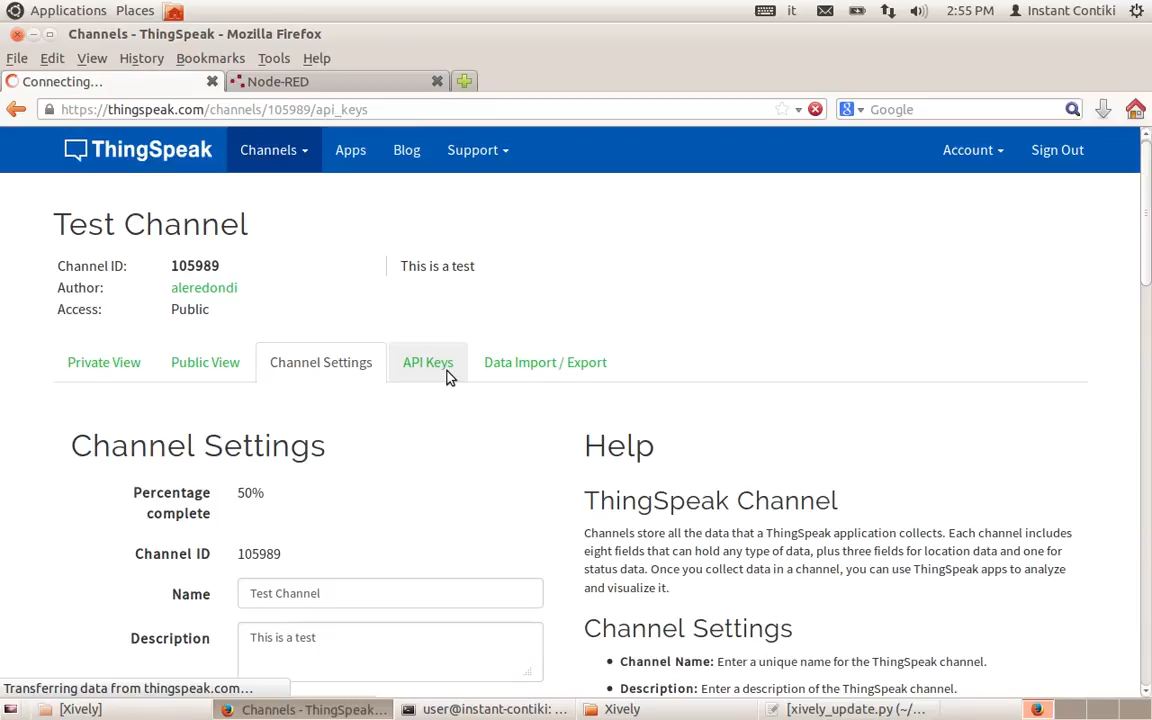 Applications Places it 2:55 PM Instant Contiki
Channels - ThingSpeak - Mozilla Firefox
File Edit View History Bookmarks Tools Help
Connecting... Node-RED
https://thingspeak.com/channels/105989/api_keys Google
ThingSpeak Channels Apps Blog Support Account Sign Out
Test Channel
Channel ID: 105989 This is a test
Author: aleredondi
Access: Public
Private View Public View Channel Settings API Keys Data Import / Export
Channel Settings
Percentage complete 50%
Channel ID 105989
Name Test Channel
Description This is a test
Help
ThingSpeak Channel
Channels store all the data that a ThingSpeak application collects. Each channel includes
eight fields that can hold any type of data, plus three fields for location data and one for
status data. Once you collect data in a channel, you can use ThingSpeak apps to analyze
and visualize it.
Channel Settings
Channel Name: Enter a unique name for the ThingSpeak channel.
Description: Enter a description of the ThingSpeak channel.
Transferring data from thingspeak.com...
[Xively] Channels - ThingSpeak... user@instant-contiki: ... Xively [xively_update.py (~/...